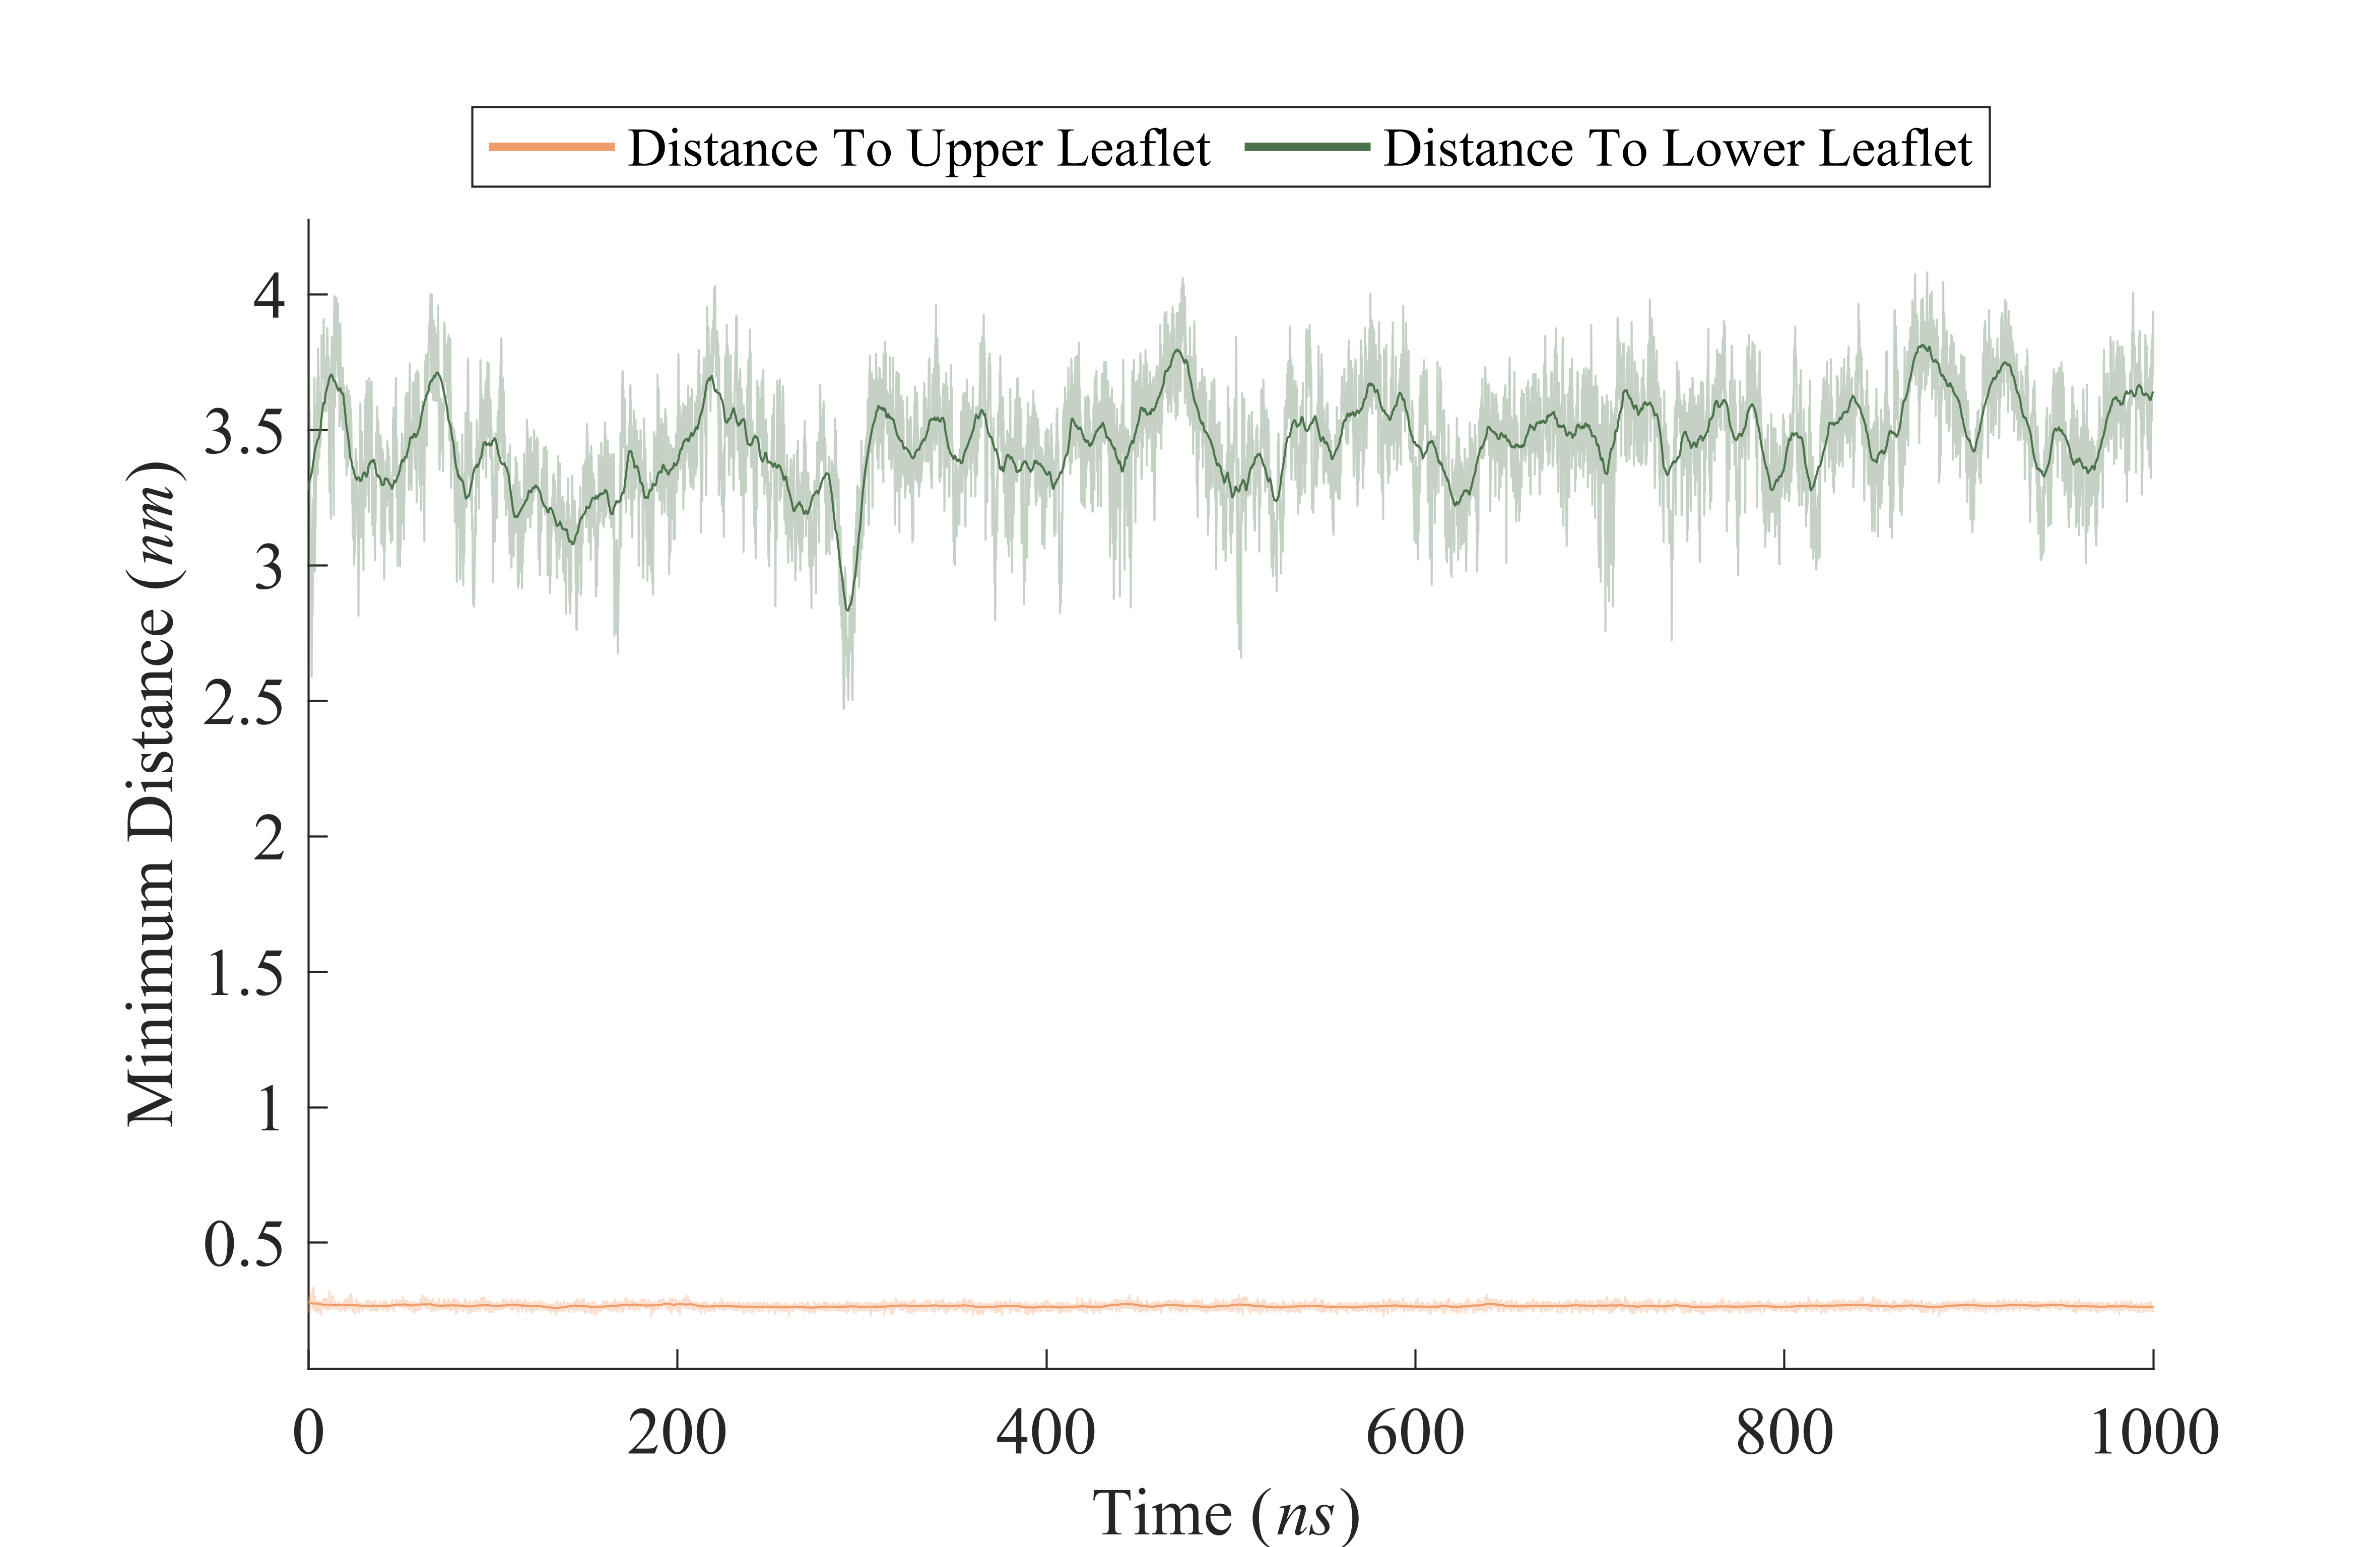 Distance To Upper Leaflet Distance To Lower Leaflet
4
3.5
3
2.5
2
1.5
1
0.5
Minimum Distance (nm)
0 200 400 600 800 1000
Time (ns)